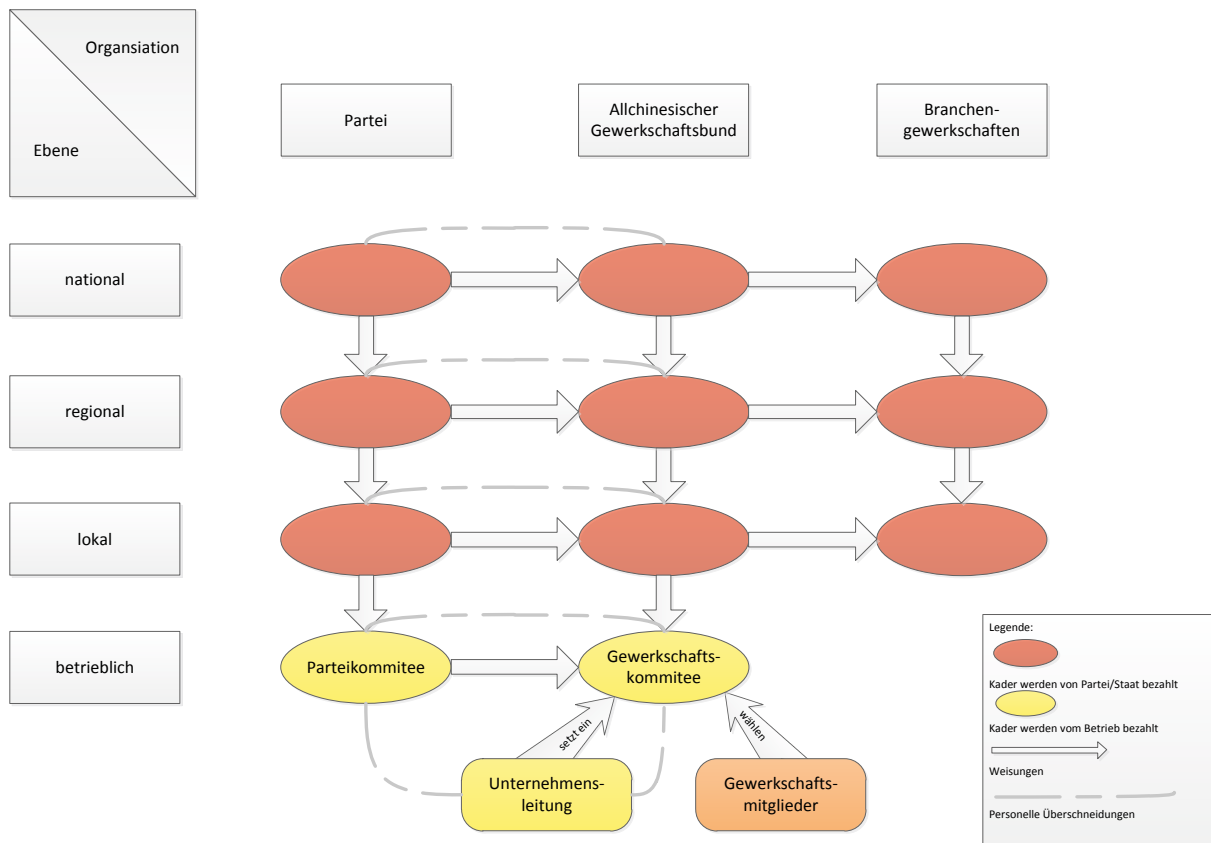 Organsiation
Ebene
Partei
Allchinesischer
Gewerkschaftsbund
Branchen-
gewerkschaften
national
regional
lokal
betrieblich
Parteikommitee
Gewerkschafts-
kommitee
setzt ein
wählen
Unternehmens-
leitung
Gewerkschafts-
mitglieder
Legende:
Kader werden von Partei/Staat bezahlt
Kader werden vom Betrieb bezahlt
Weisungen
Personelle Überschneidungen